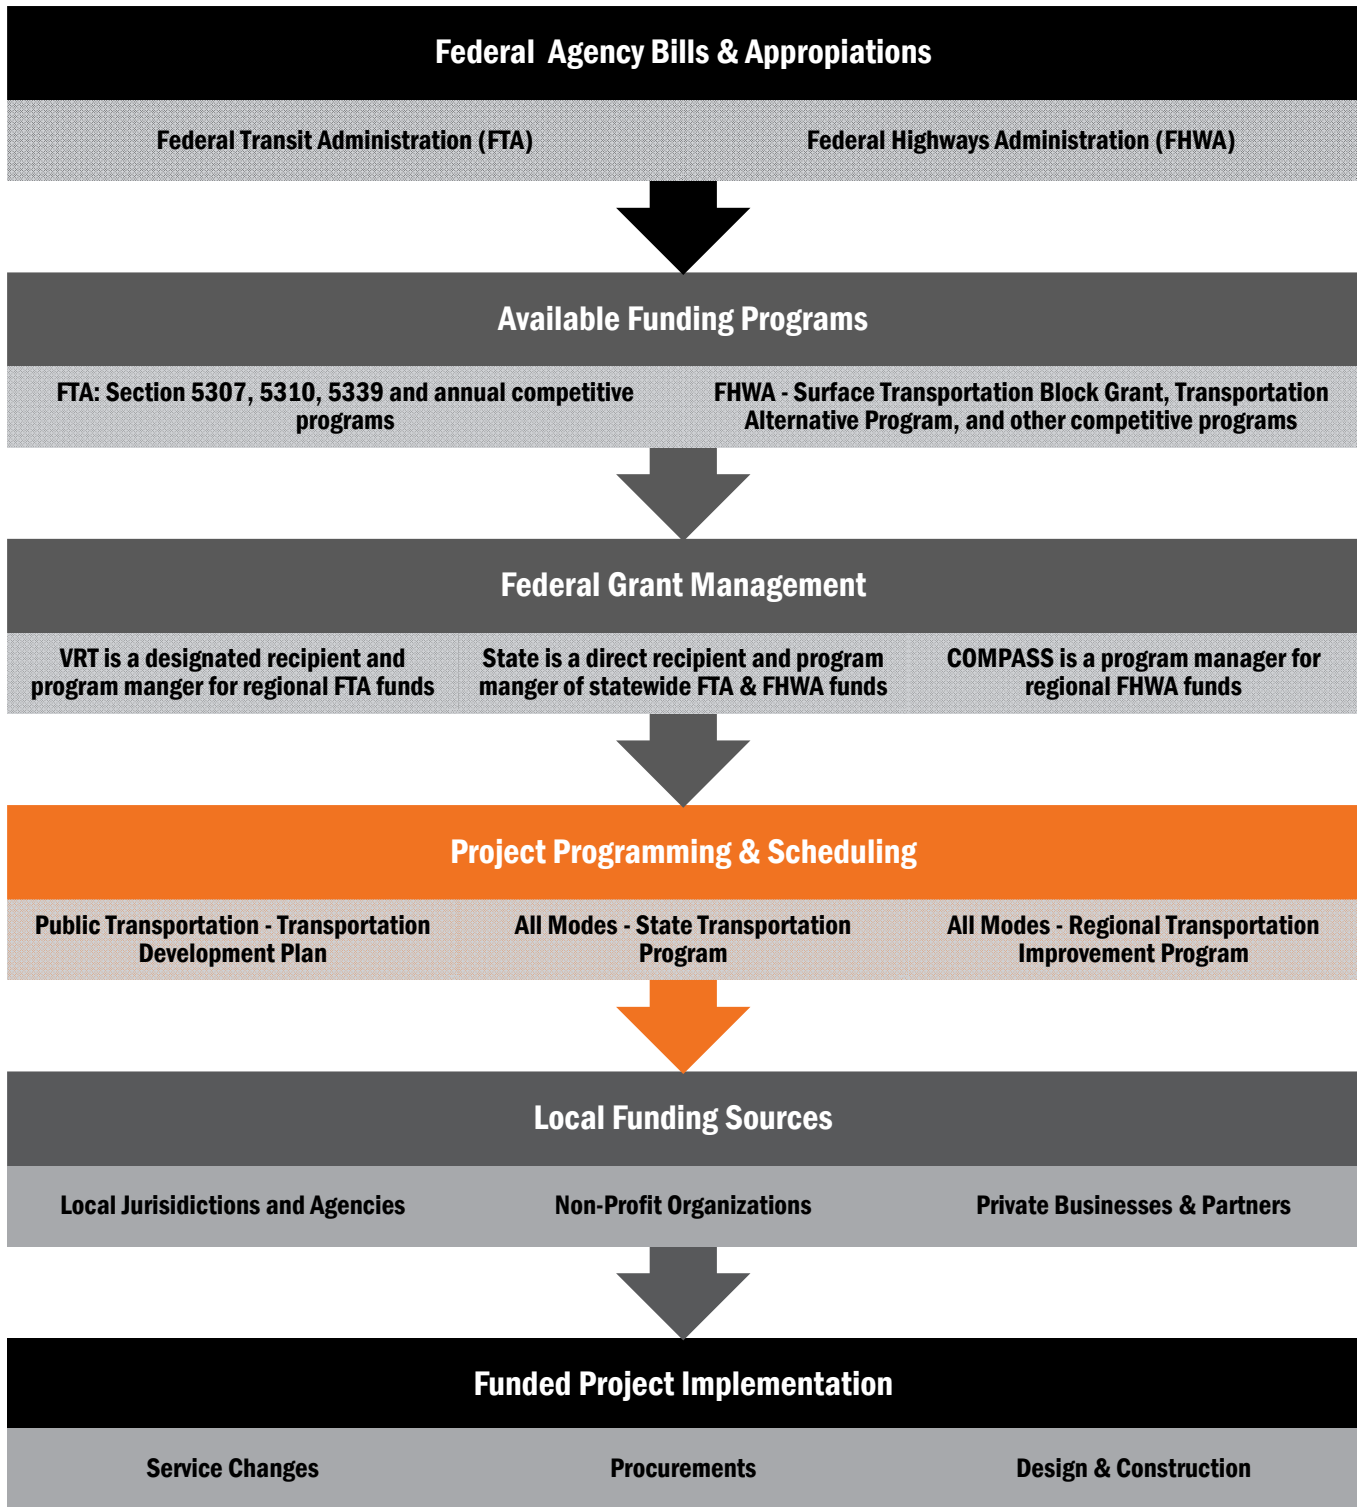 Federal Agency Bills & Appropiations
Federal Transit Administration (FTA)
Federal Highways Administration (FHWA)
Available Funding Programs
FTA: Section 5307, 5310, 5339 and annual competitive
programs
FHWA - Surface Transportation Block Grant, Transportation
Alternative Program, and other competitive programs
Federal Grant Management
VRT is a designated recipient and
program manger for regional FTA funds
State is a direct recipient and program
manger of statewide FTA & FHWA funds
COMPASS is a program manager for
regional FHWA funds
Project Programming & Scheduling
Public Transportation - Transportation
Development Plan
All Modes - State Transportation
Program
All Modes - Regional Transportation
Improvement Program
Local Funding Sources
Local Jurisidictions and Agencies
Non-Profit Organizations
Private Businesses & Partners
Funded Project Implementation
Service Changes
Procurements
Design & Construction